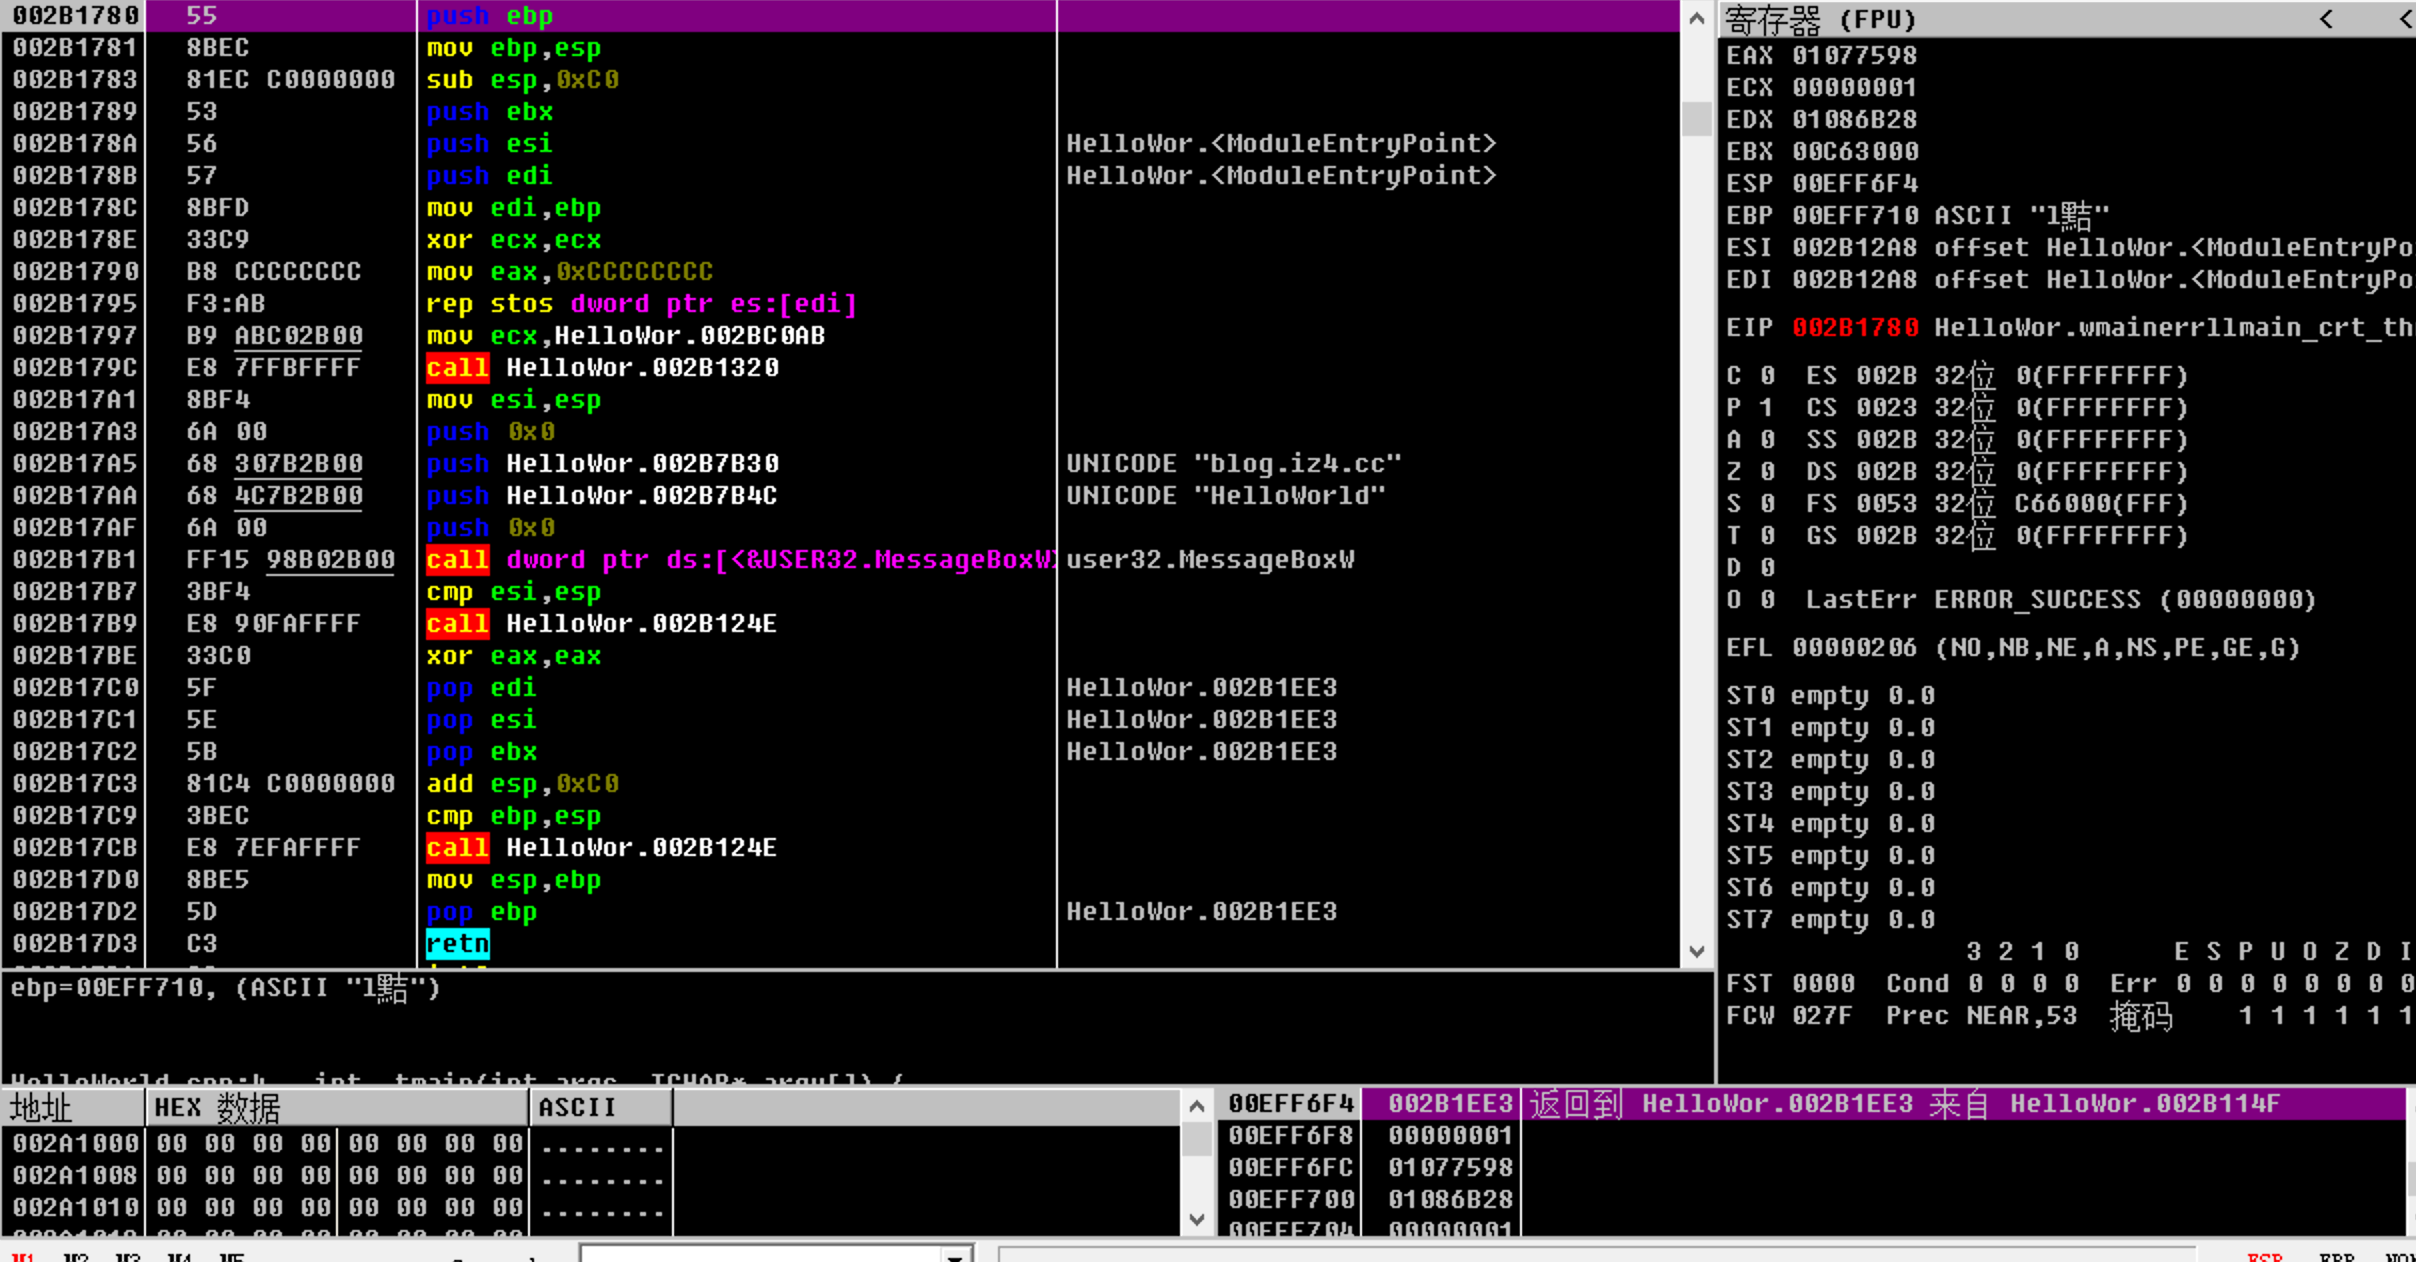 002B1780 55 push ebp
002B1781 8BEC mov ebp,esp
002B1783 81EC C0000000 sub esp,0xC0
002B1789 53 push ebx
002B178A 56 push esi HelloWor.<ModuleEntryPoint>
002B178B 57 push edi HelloWor.<ModuleEntryPoint>
002B178C 8BFD mov edi,ebp
002B178E 33C9 xor ecx,ecx
002B1790 B8 CCCCCCCC mov eax,0xCCCCCCCC
002B1795 F3:AB rep stos dword ptr es:[edi]
002B1797 B9 ABC02B00 mov ecx,HelloWor.002BC0AB
002B179C E8 7FFBFFFF call HelloWor.002B1320
002B17A1 8BF4 mov esi,esp
002B17A3 6A 00 push 0x0
002B17A5 68 307B2B00 push HelloWor.002B7B30 UNICODE "blog.iz4.cc"
002B17AA 68 4C7B2B00 push HelloWor.002B7B4C UNICODE "HelloWorld"
002B17AF 6A 00 push 0x0
002B17B1 FF15 98B02B00 call dword ptr ds:[<&USER32.MessageBoxW> user32.MessageBoxW
002B17B7 3BF4 cmp esi,esp
002B17B9 E8 90FAFFFF call HelloWor.002B124E
002B17BE 33C0 xor eax,eax
002B17C0 5F pop edi HelloWor.002B1EE3
002B17C1 5E pop esi HelloWor.002B1EE3
002B17C2 5B pop ebx HelloWor.002B1EE3
002B17C3 81C4 C0000000 add esp,0xC0
002B17C9 3BEC cmp ebp,esp
002B17CB E8 7EFAFFFF call HelloWor.002B124E
002B17D0 8BE5 mov esp,ebp
002B17D2 5D pop ebp HelloWor.002B1EE3
002B17D3 C3 retn
ebp=00EFF710, (ASCII "l黠")
HelloWorld.cpp:4. int _tmain(int argc, TCHAR* argv[]) {
寄存器 (FPU) < <
EAX 01077598
ECX 00000001
EDX 01086B28
EBX 00C63000
ESP 00EFF6F4
EBP 00EFF710 ASCII "l黠"
ESI 002B12A8 offset HelloWor.<ModuleEntryPo
EDI 002B12A8 offset HelloWor.<ModuleEntryPo
EIP 002B1780 HelloWor.wmainerrllmain_crt_th
C 0 ES 002B 32位 0(FFFFFFFF)
P 1 CS 0023 32位 0(FFFFFFFF)
A 0 SS 002B 32位 0(FFFFFFFF)
Z 0 DS 002B 32位 0(FFFFFFFF)
S 0 FS 0053 32位 C66000(FFF)
T 0 GS 002B 32位 0(FFFFFFFF)
D 0
O 0 LastErr ERROR_SUCCESS (00000000)
EFL 00000206 (NO,NB,NE,A,NS,PE,GE,G)
ST0 empty 0.0
ST1 empty 0.0
ST2 empty 0.0
ST3 empty 0.0
ST4 empty 0.0
ST5 empty 0.0
ST6 empty 0.0
ST7 empty 0.0
3 2 1 0 E S P U O Z D I
FST 0000 Cond 0 0 0 0 Err 0 0 0 0 0 0 0 0
FCW 027F Prec NEAR,53 掩码 1 1 1 1 1 1
地址 HEX 数据 ASCII
002A1000 00 00 00 00 00 00 00 00 ........
002A1008 00 00 00 00 00 00 00 00 ........
002A1010 00 00 00 00 00 00 00 00 ........
00EFF6F4 002B1EE3 返回到 HelloWor.002B1EE3 来自 HelloWor.002B114F
00EFF6F8 00000001
00EFF6FC 01077598
00EFF700 01086B28
00EFF704 00000001
M1 M2 M3 M4 M5
ESP EBP